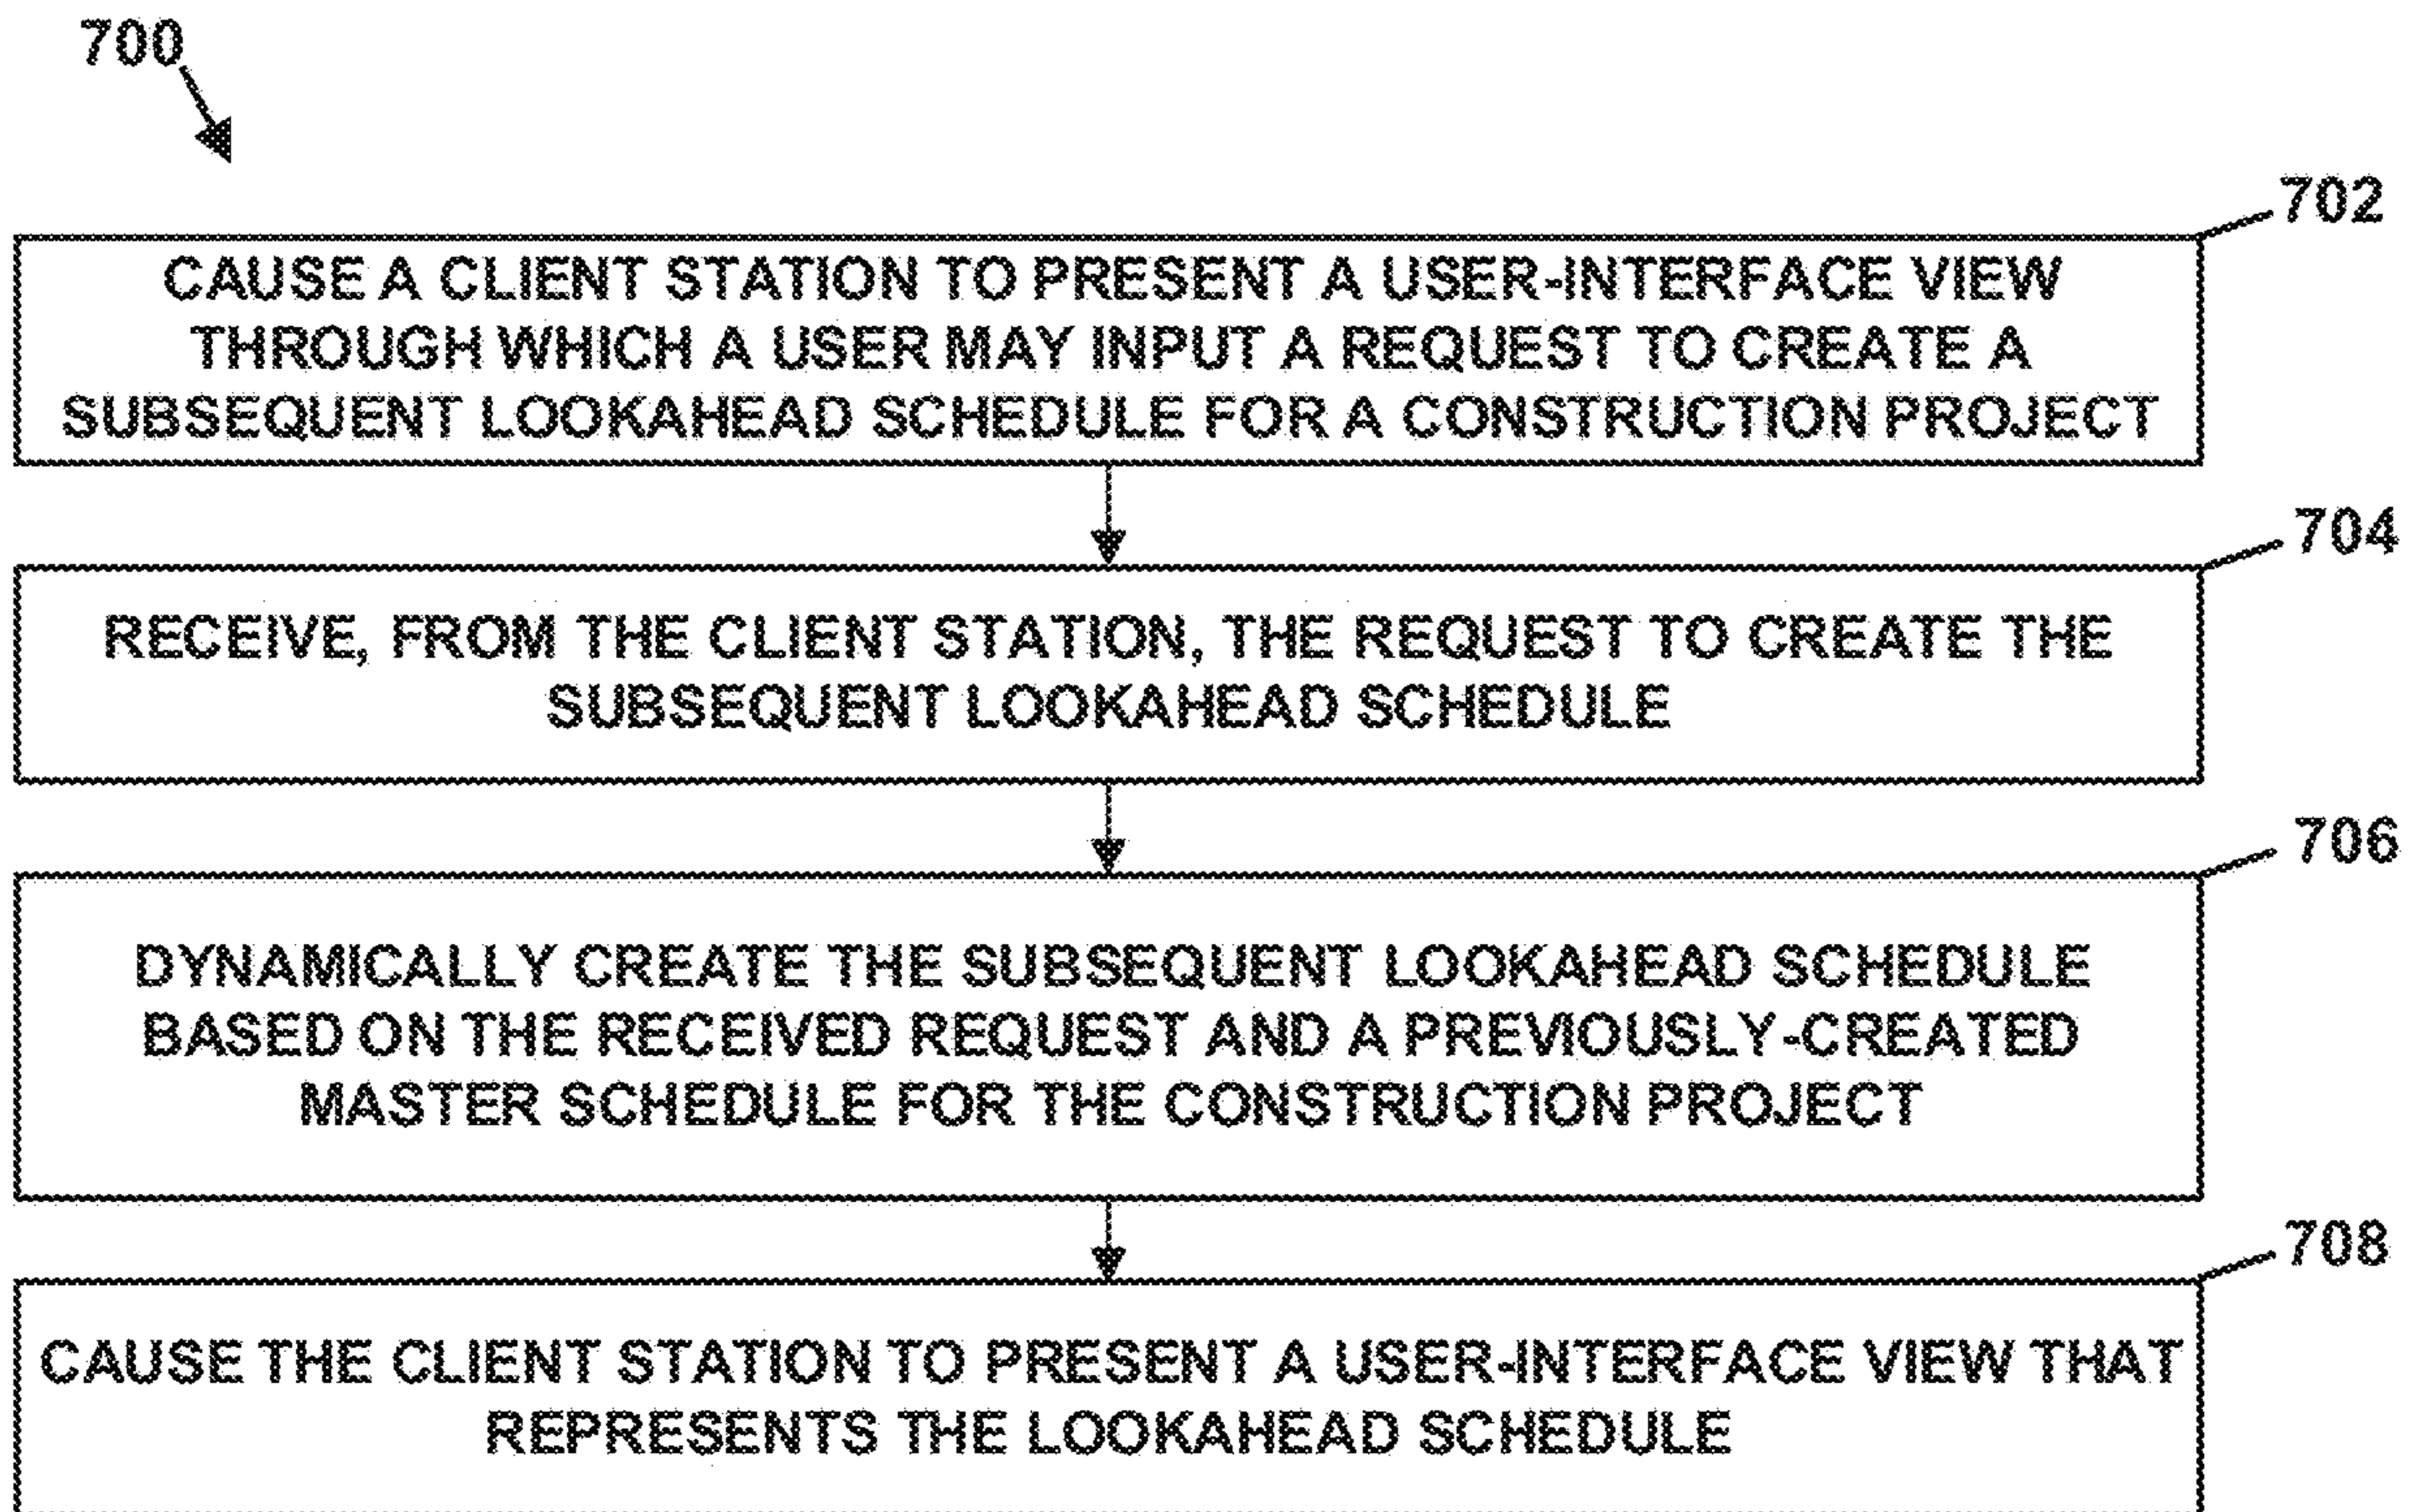 700
702
CAUSE A CLIENT STATION TO PRESENT A USER-INTERFACE VIEW
THROUGH WHICH A USER MAY INPUT A REQUEST TO CREATE A
SUBSEQUENT LOOKAHEAD SCHEDULE FOR A CONSTRUCTION PROJECT
704
RECEIVE, FROM THE CLIENT STATION, THE REQUEST TO CREATE THE
SUBSEQUENT LOOKAHEAD SCHEDULE
706
DYNAMICALLY CREATE THE SUBSEQUENT LOOKAHEAD SCHEDULE
BASED ON THE RECEIVED REQUEST AND A PREVIOUSLY-CREATED
MASTER SCHEDULE FOR THE CONSTRUCTION PROJECT
708
CAUSE THE CLIENT STATION TO PRESENT A USER-INTERFACE VIEW THAT
REPRESENTS THE LOOKAHEAD SCHEDULE